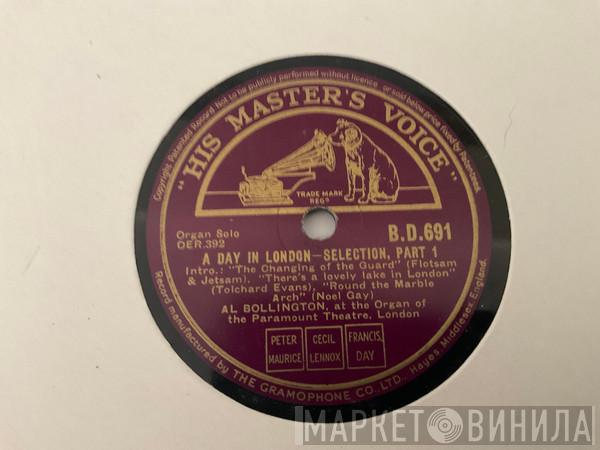 Copyright. Patented Record. Not to be publicly performed without licence or sold below price fixed by Patentees.
"HIS MASTER'S VOICE"
TRADE MARK
REGD
Organ Solo
OER.392
B.D.691
A DAY IN LONDON—SELECTION, PART 1
Intro.: "The Changing of the Guard" (Flotsam
& Jetsam), "There's a lovely lake in London"
(Tolchard Evans), "Round the Marble
Arch" (Noel Gay)
AL BOLLINGTON, at the Organ of
the Paramount Theatre, London
PETER
MAURICE
CECIL
LENNOX
FRANCIS,
DAY
Record manufactured by THE GRAMOPHONE CO. LTD., Hayes, Middlesex, England.
МАРКЕТ ВИНИЛА